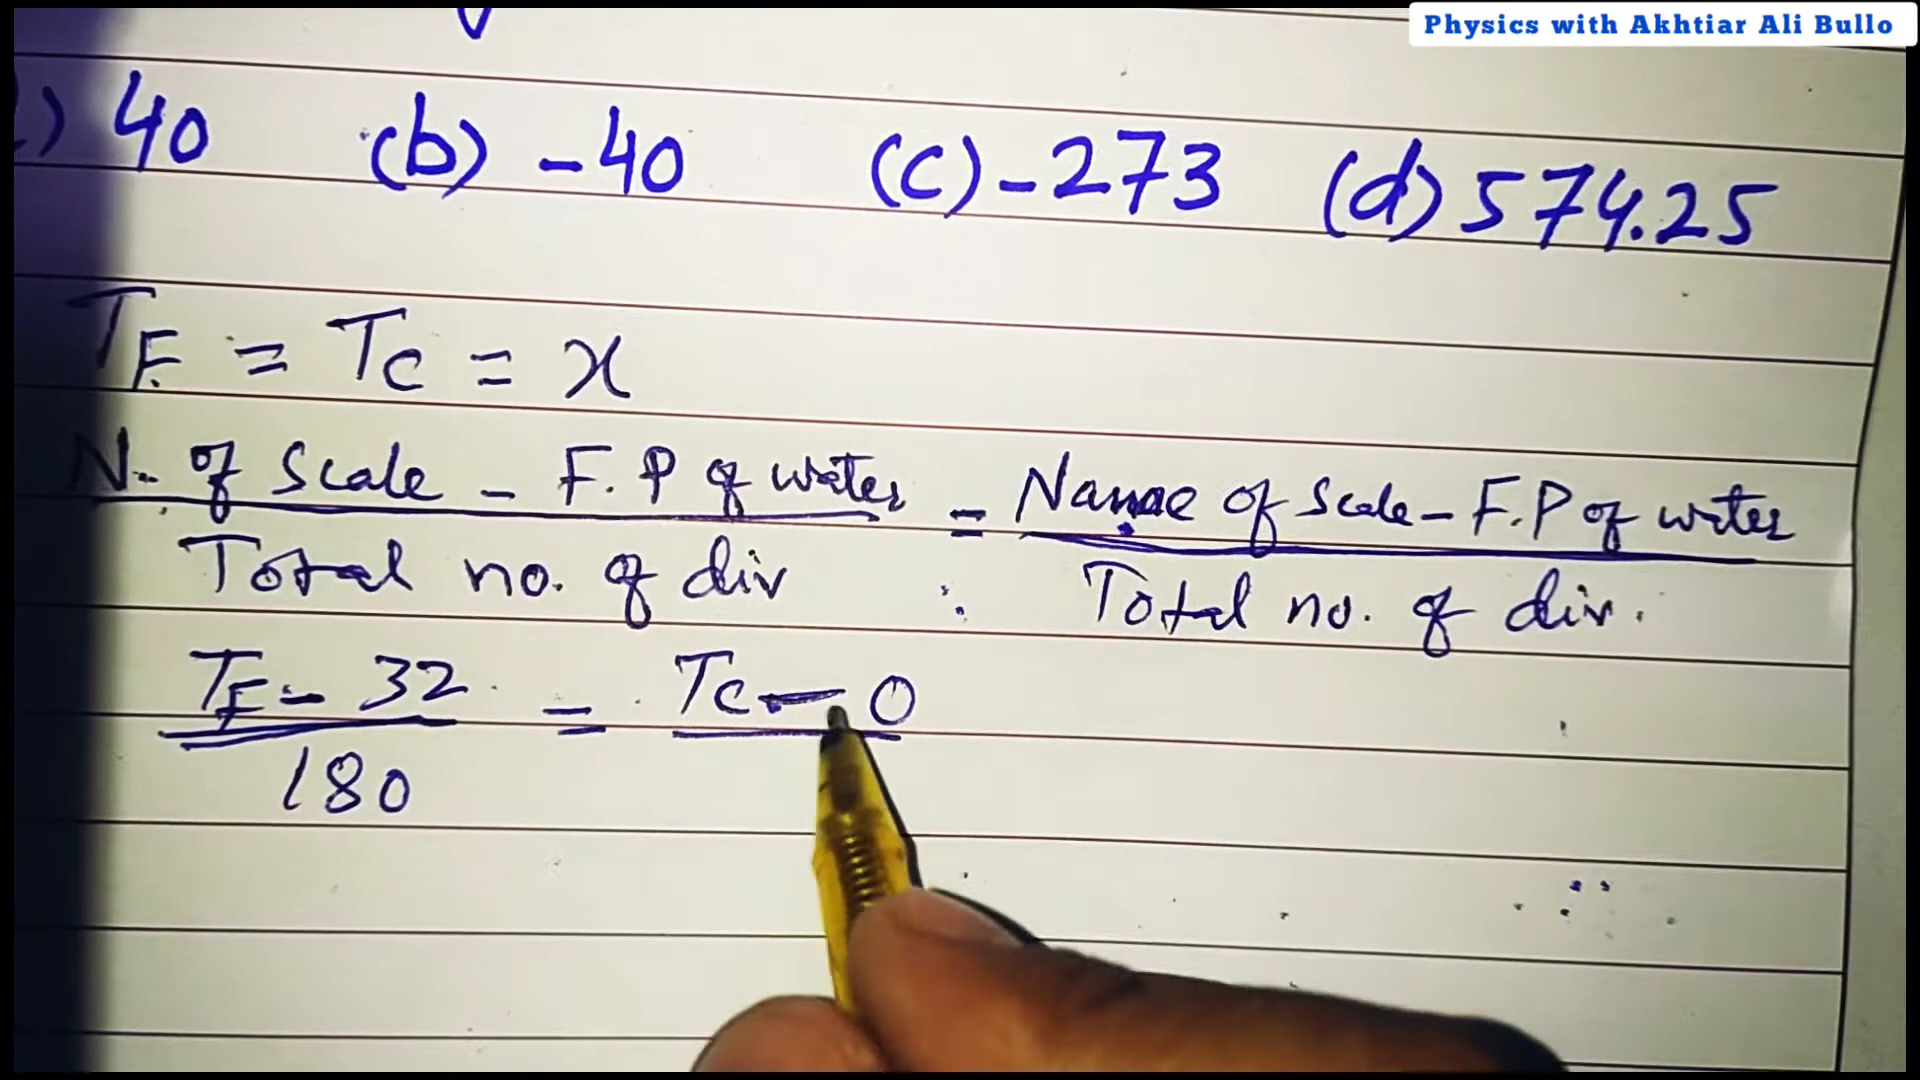 Physics with Akhtiar Ali Bullo
) 40 (b) -40 (c) -273 (d) 574.25
TF = TC = x
N. of Scale - F.P of water = Name of Scale - F.P of water
Total no. of div : Total no. of div.
TF - 32 = TC - 0
180